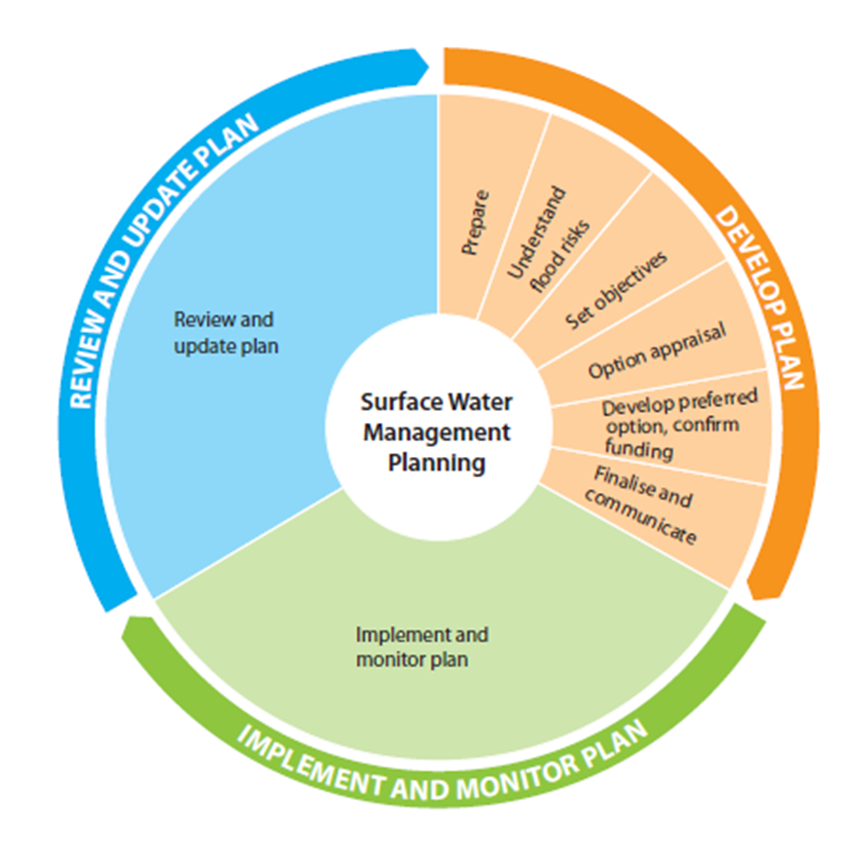 Surface Water
Management
Planning
DEVELOP PLAN
Prepare
Understand
flood risks
Set objectives
Option appraisal
Develop preferred
option, confirm
funding
Finalise and
communicate
IMPLEMENT AND MONITOR PLAN
Implement and
monitor plan
REVIEW AND UPDATE PLAN
Review and
update plan